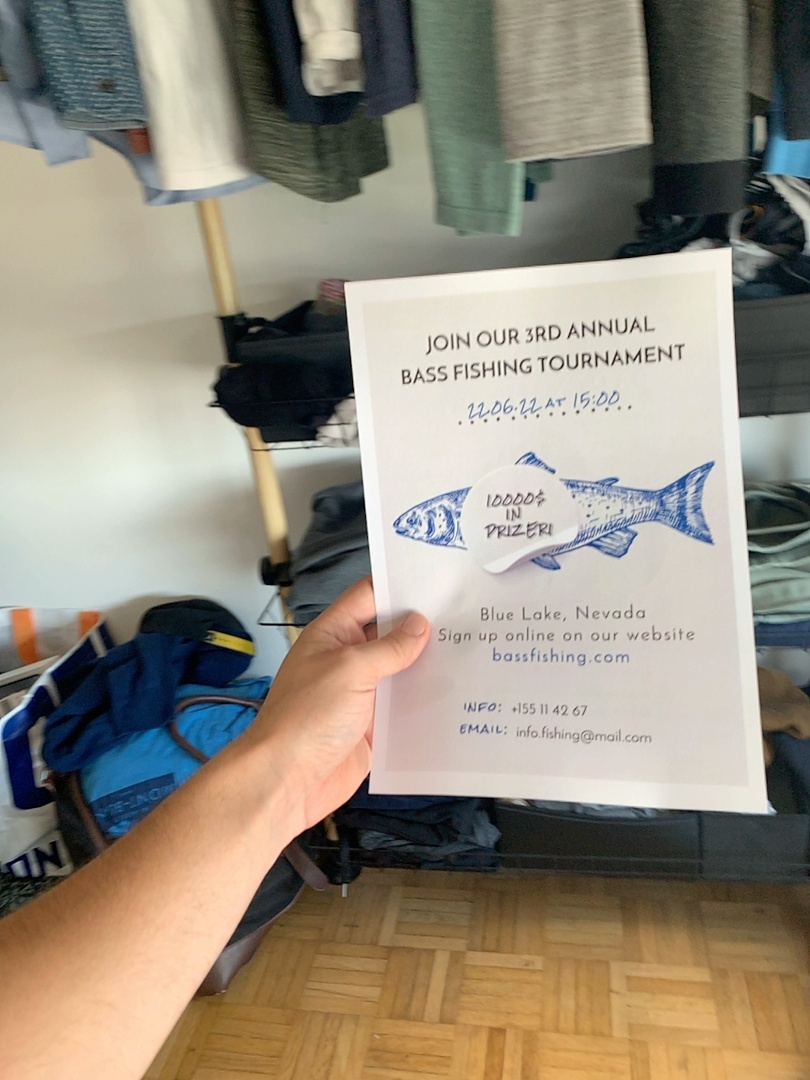 JOIN OUR 3RD ANNUAL
BASS FISHING TOURNAMENT
22.06.22 AT 15:00
10000$
IN
PRIZER!
Blue Lake, Nevada
Sign up online on our website
bassfishing.com
INFO: +155 11 42 67
EMAIL: info.fishing@mail.com